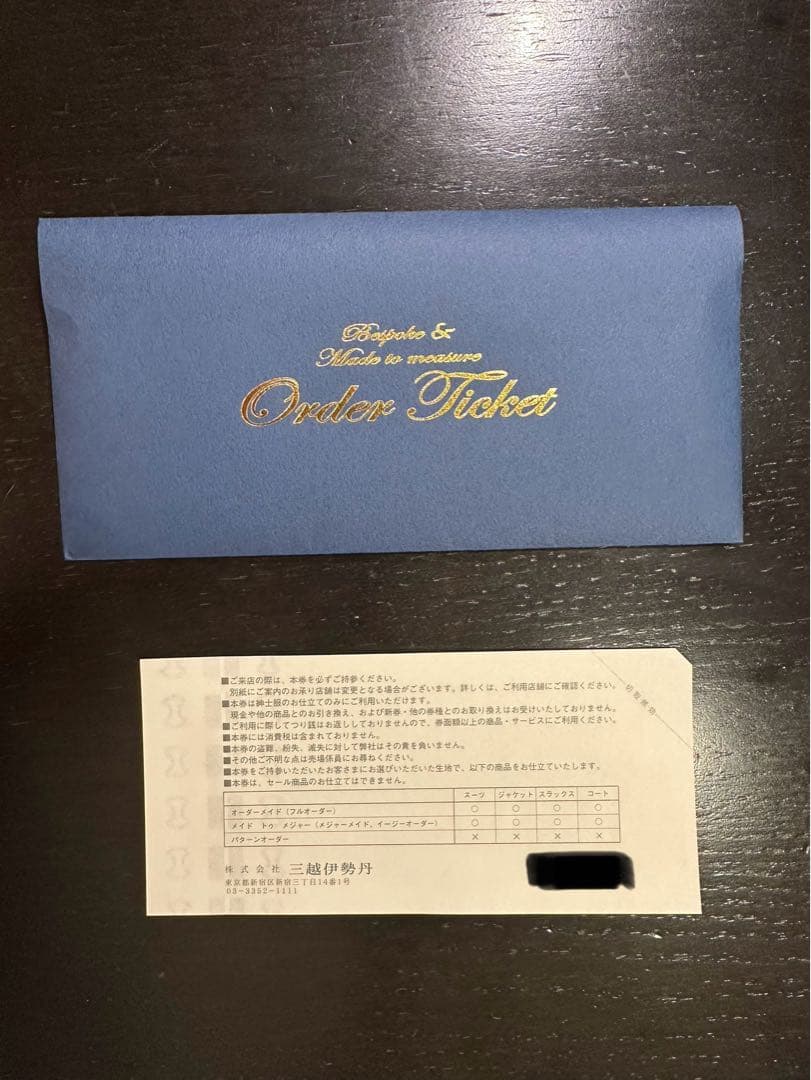 Bespoke &
Made to measure
Order Ticket
切取無効
■ご来店の際は、本券を必ずご持参ください。
別紙にご案内のお承り店舗は変更となる場合がございます。詳しくは、ご利用店舗にご確認ください。
■本券は紳士服のお仕立てのみにご利用いただけます。
現金や他の商品とのお引き換え、および新券・他の券種とのお取り換えはお受けいたしておりません。
■ご利用に際してつり銭はお返ししておりませんので、券面額以上の商品・サービスにご利用ください。
■本券には消費税は含まれておりません。
■本券の盗難、紛失、滅失に対して弊社はその責を負いません。
■その他ご不明な点は売場係員にお尋ねください。
■本券をご持参いただいたお客さまにお選びいただいた生地で、以下の商品をお仕立ていたします。
■本券は、セール商品のお仕立てはできません。
スーツ ジャケット スラックス コート
オーダーメイド（フルオーダー） ○ ○ ○ ○
メイド トゥ メジャー（メジャーメイド、イージーオーダー） ○ ○ ○ ○
パターンオーダー × × × ×
株式会社 三越伊勢丹
東京都新宿区新宿三丁目14番1号
03-3352-1111